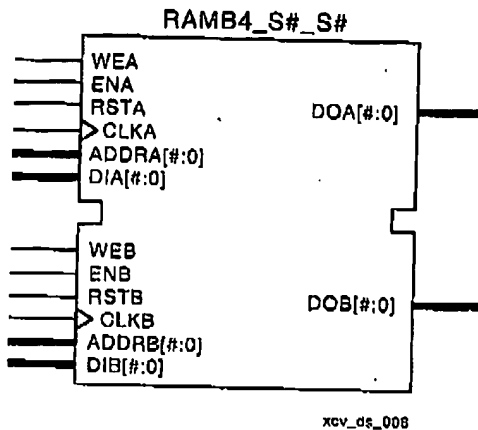 RAMB4_S#_S#
WEA
ENA
RSTA
CLKA
ADDRA[#:0]
DIA[#:0]
DOA[#:0]
WEB
ENB
RSTB
CLKB
ADDRB[#:0]
DIB[#:0]
DOB[#:0]
xcv_ds_006